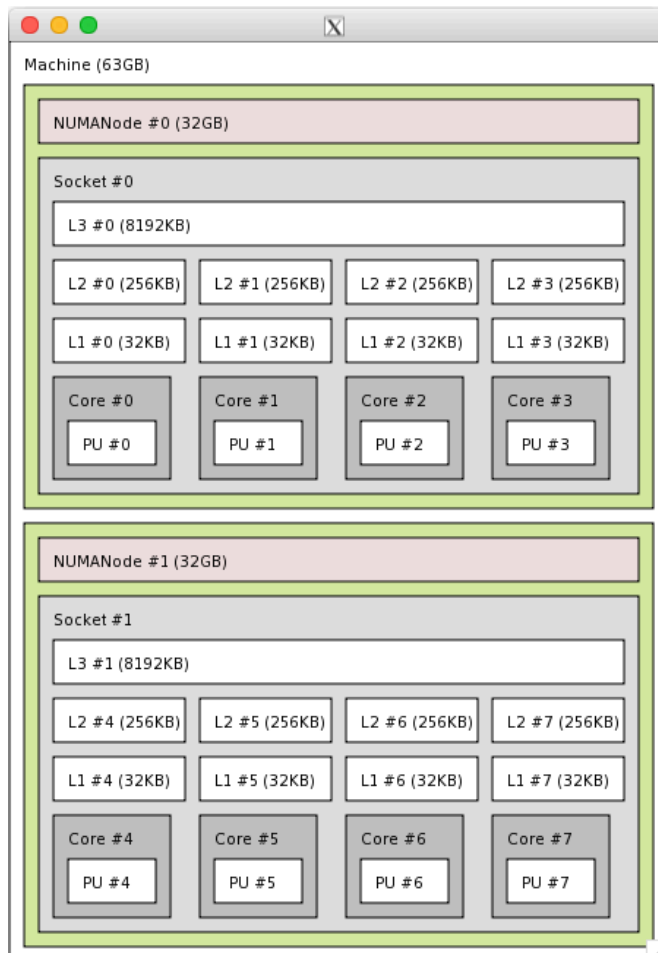 Machine (63GB)
NUMANode #0 (32GB)
Socket #0
L3 #0 (8192KB)
L2 #0 (256KB) L2 #1 (256KB) L2 #2 (256KB) L2 #3 (256KB)
L1 #0 (32KB) L1 #1 (32KB) L1 #2 (32KB) L1 #3 (32KB)
Core #0 Core #1 Core #2 Core #3
PU #0 PU #1 PU #2 PU #3
NUMANode #1 (32GB)
Socket #1
L3 #1 (8192KB)
L2 #4 (256KB) L2 #5 (256KB) L2 #6 (256KB) L2 #7 (256KB)
L1 #4 (32KB) L1 #5 (32KB) L1 #6 (32KB) L1 #7 (32KB)
Core #4 Core #5 Core #6 Core #7
PU #4 PU #5 PU #6 PU #7